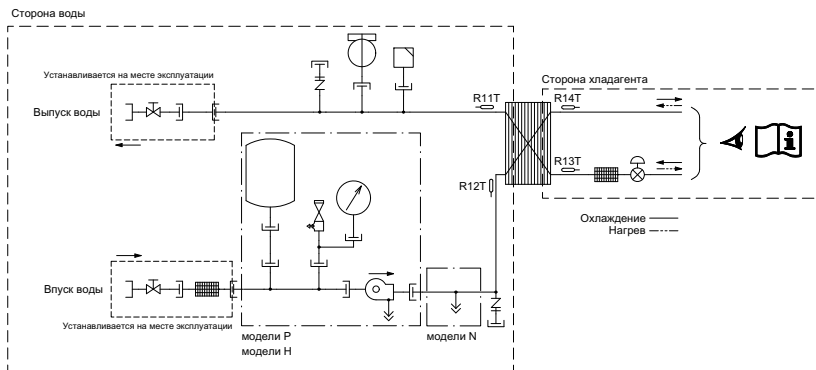 Сторона воды
Устанавливается на месте эксплуатации
Сторона хладагента
R11T
R14T
Выпуск воды
R13T
R12T
Охлаждение
Нагрев
Впуск воды
Устанавливается на месте эксплуатации
модели P
модели N
модели H